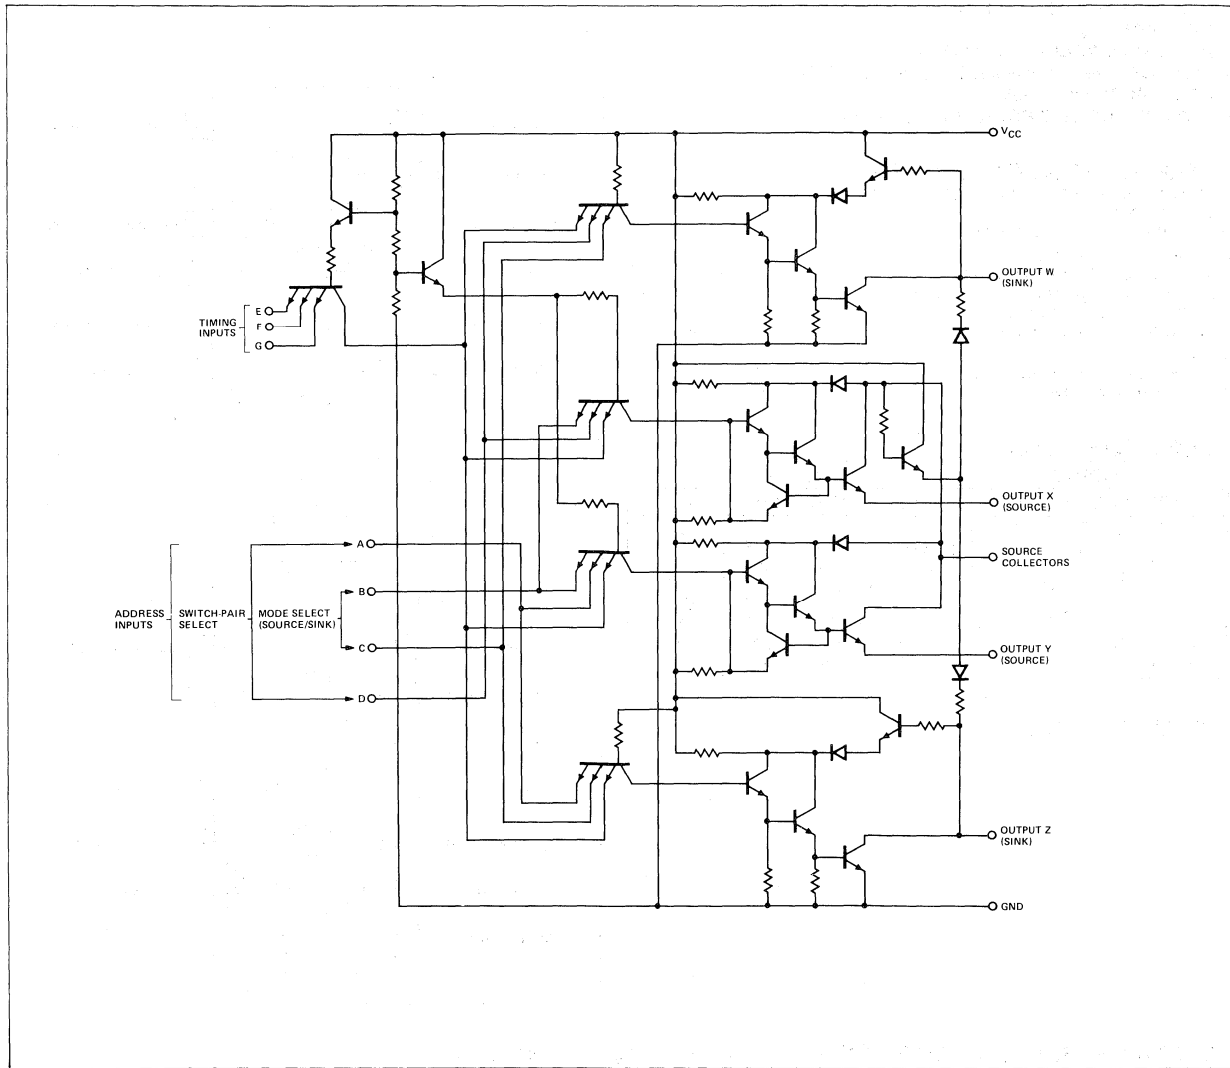 VCC
OUTPUT W
(SINK)
TIMING
INPUTS
E
F
G
OUTPUT X
(SOURCE)
SOURCE
COLLECTORS
ADDRESS
INPUTS
SWITCH-PAIR
SELECT
MODE SELECT
(SOURCE/SINK)
A
B
C
D
OUTPUT Y
(SOURCE)
OUTPUT Z
(SINK)
GND